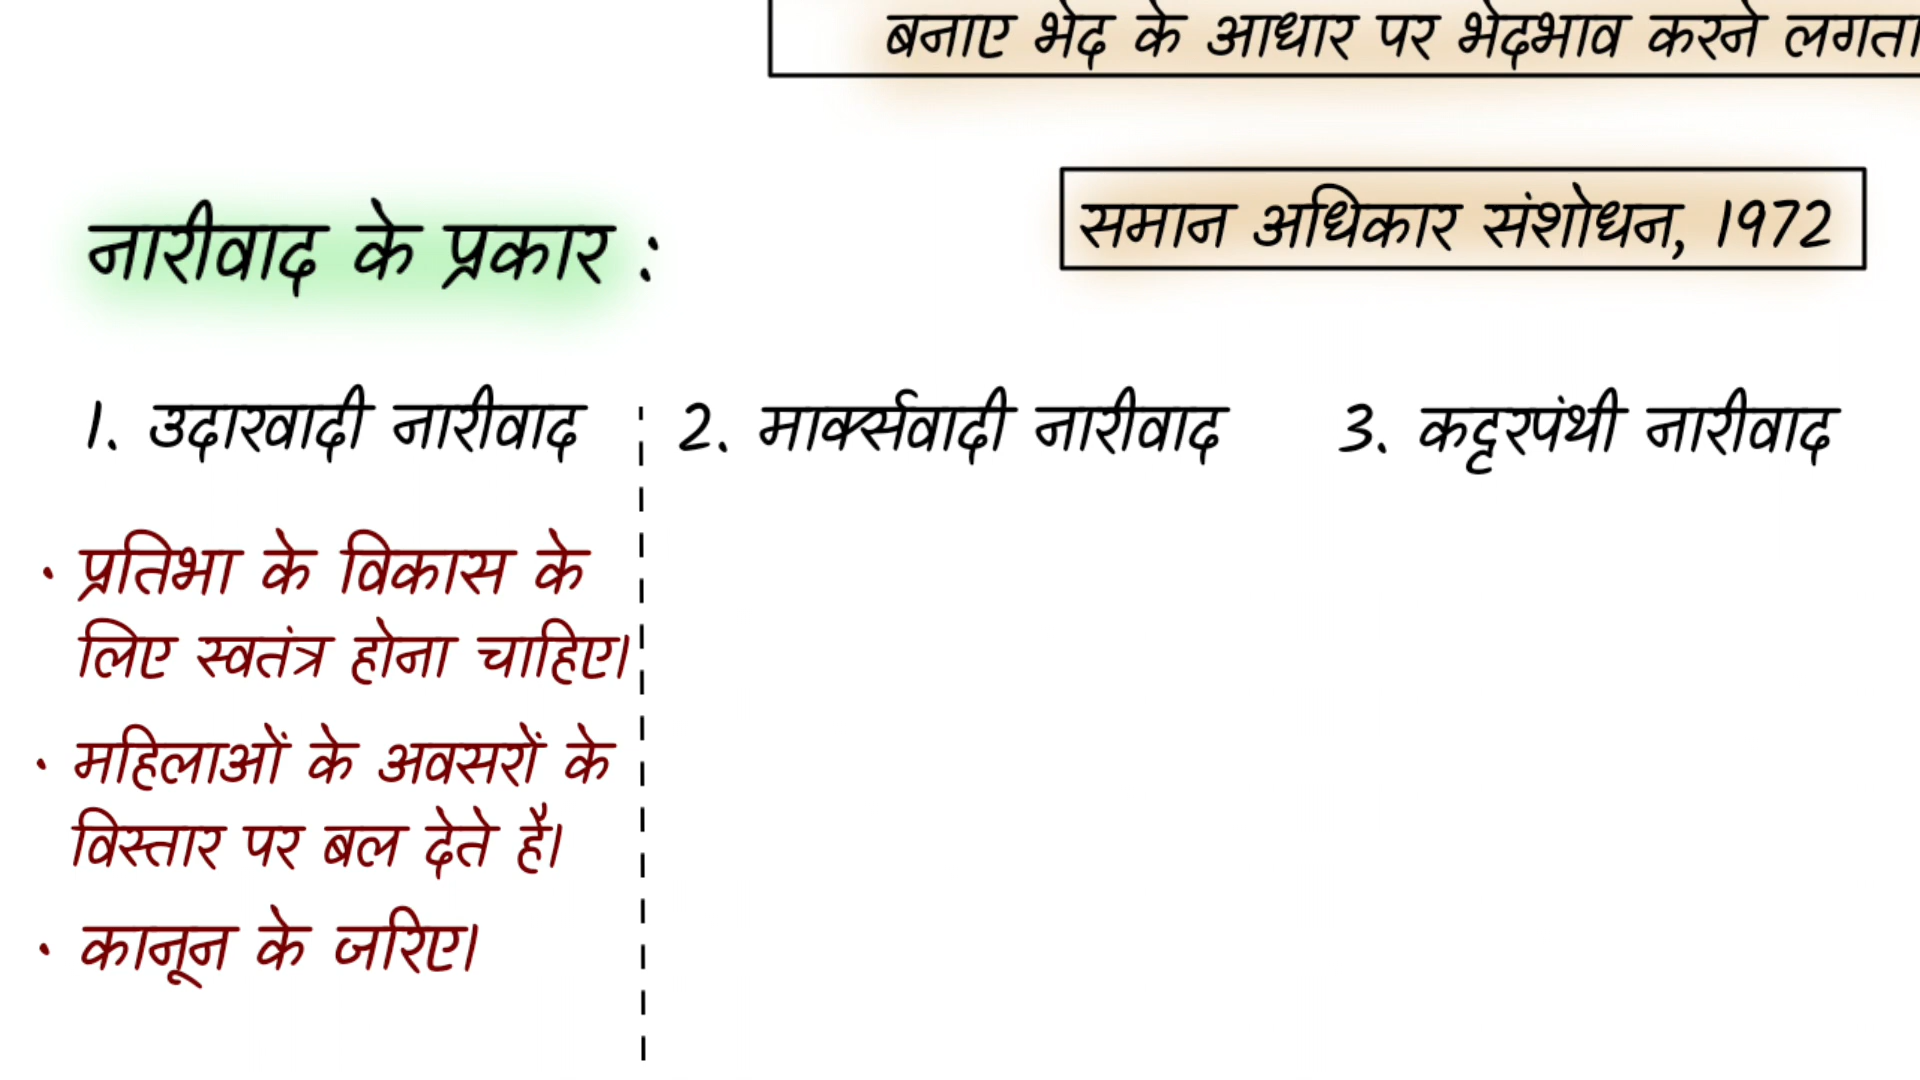 बनाए भेद के आधार पर भेदभाव करने लगता
समान अधिकार संशोधन, 1972
नारीवाद के प्रकार :
1. उदारवादी नारीवाद
2. मार्क्सवादी नारीवाद
3. कट्टरपंथी नारीवाद
· प्रतिभा के विकास के
लिए स्वतंत्र होना चाहिए।
· महिलाओं के अवसरों के
विस्तार पर बल देते है।
· कानून के जरिए।